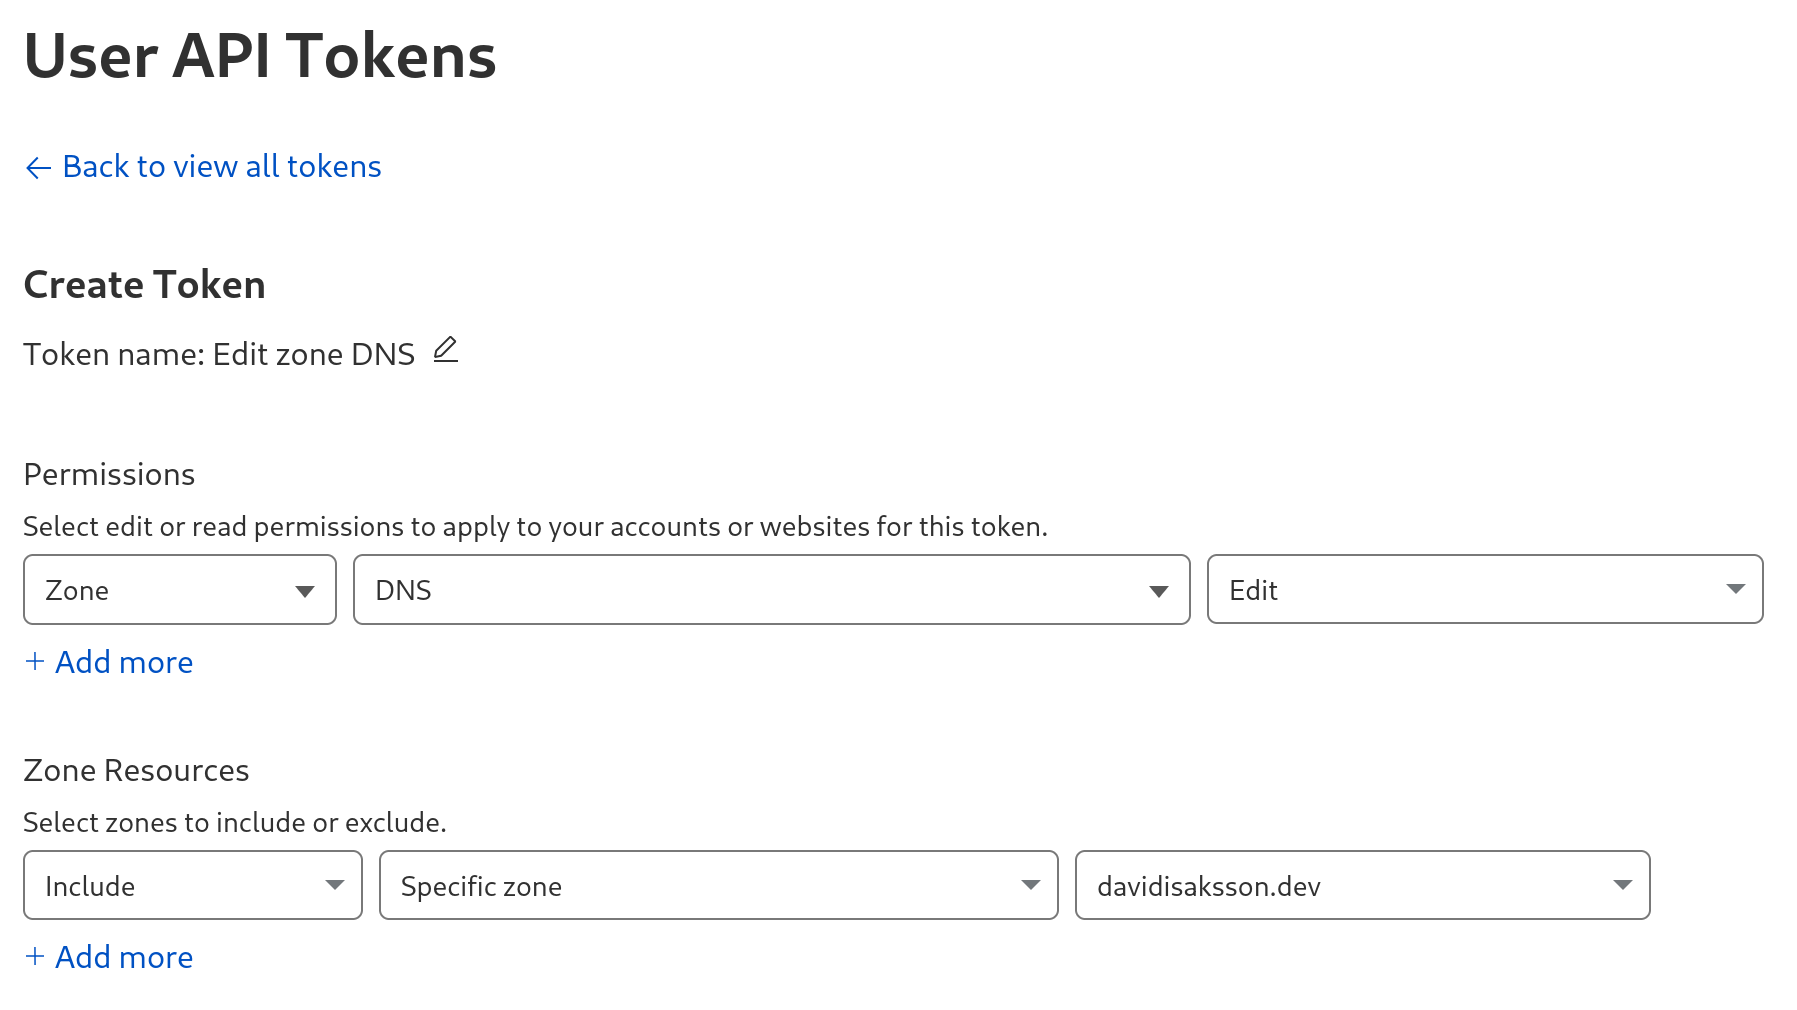 User API Tokens
← Back to view all tokens
Create Token
Token name: Edit zone DNS
Permissions
Select edit or read permissions to apply to your accounts or websites for this token.
Zone DNS Edit
+ Add more
Zone Resources
Select zones to include or exclude.
Include Specific zone davidisaksson.dev
+ Add more